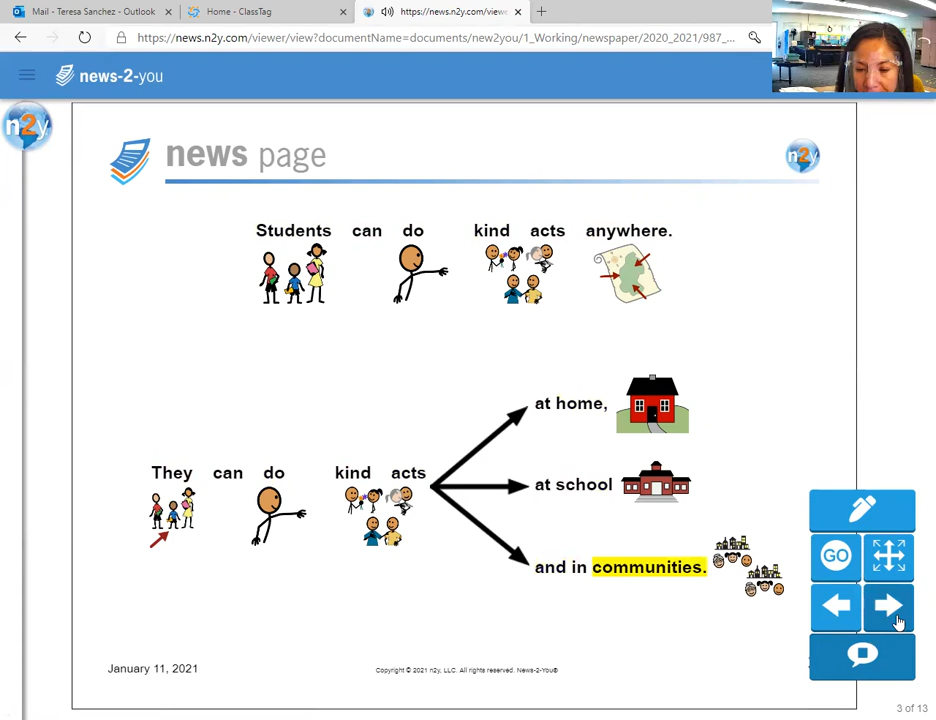 Mail - Teresa Sanchez - Outlook
Home - ClassTag
https://news.n2y.com/viewe
https://news.n2y.com/viewer/view?documentName=documents/new2you/1_Working/newspaper/2020_2021/987_...
news-2-you
n2y
news page
n2y
Students can do kind acts anywhere.
at home,
They can do kind acts
at school
and in communities.
GO
January 11, 2021
Copyright © 2021 n2y, LLC. All rights reserved. News-2-You®
3 of 13